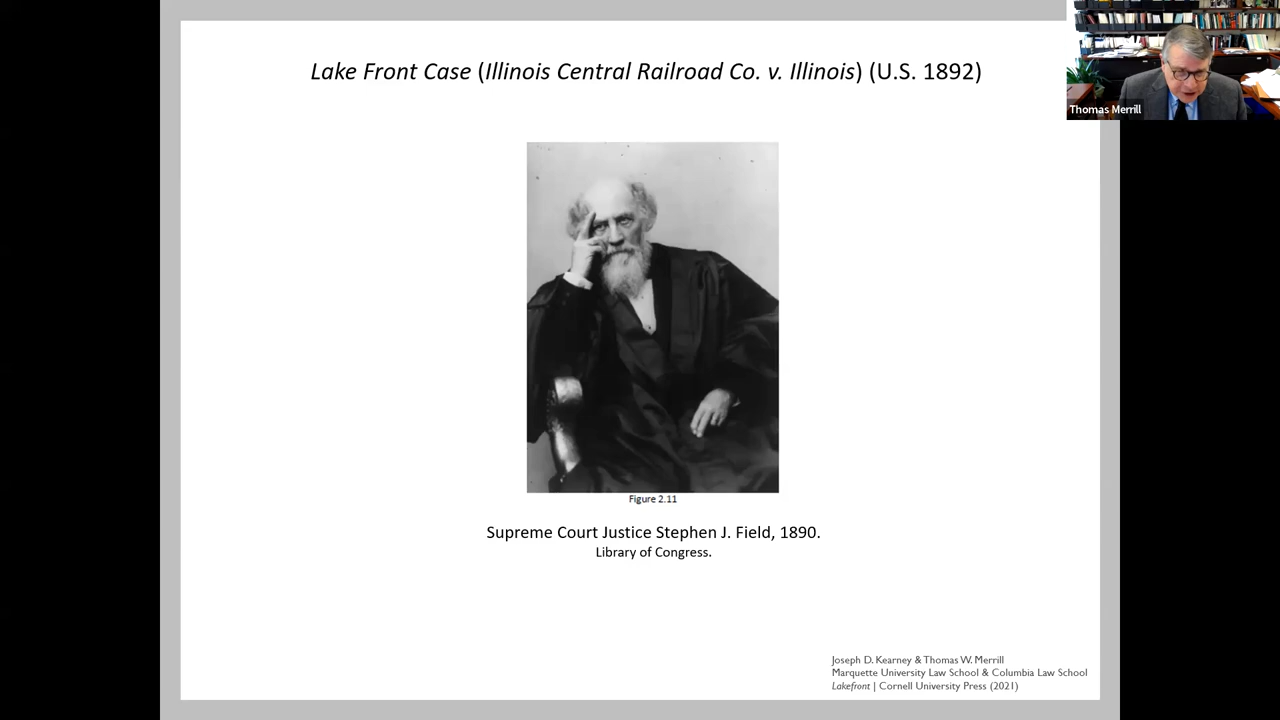 Lake Front Case (Illinois Central Railroad Co. v. Illinois) (U.S. 1892)
Thomas Merrill
Figure 2.11
Supreme Court Justice Stephen J. Field, 1890.
Library of Congress.
Joseph D. Kearney & Thomas W. Merrill
Marquette University Law School & Columbia Law School
Lakefront | Cornell University Press (2021)